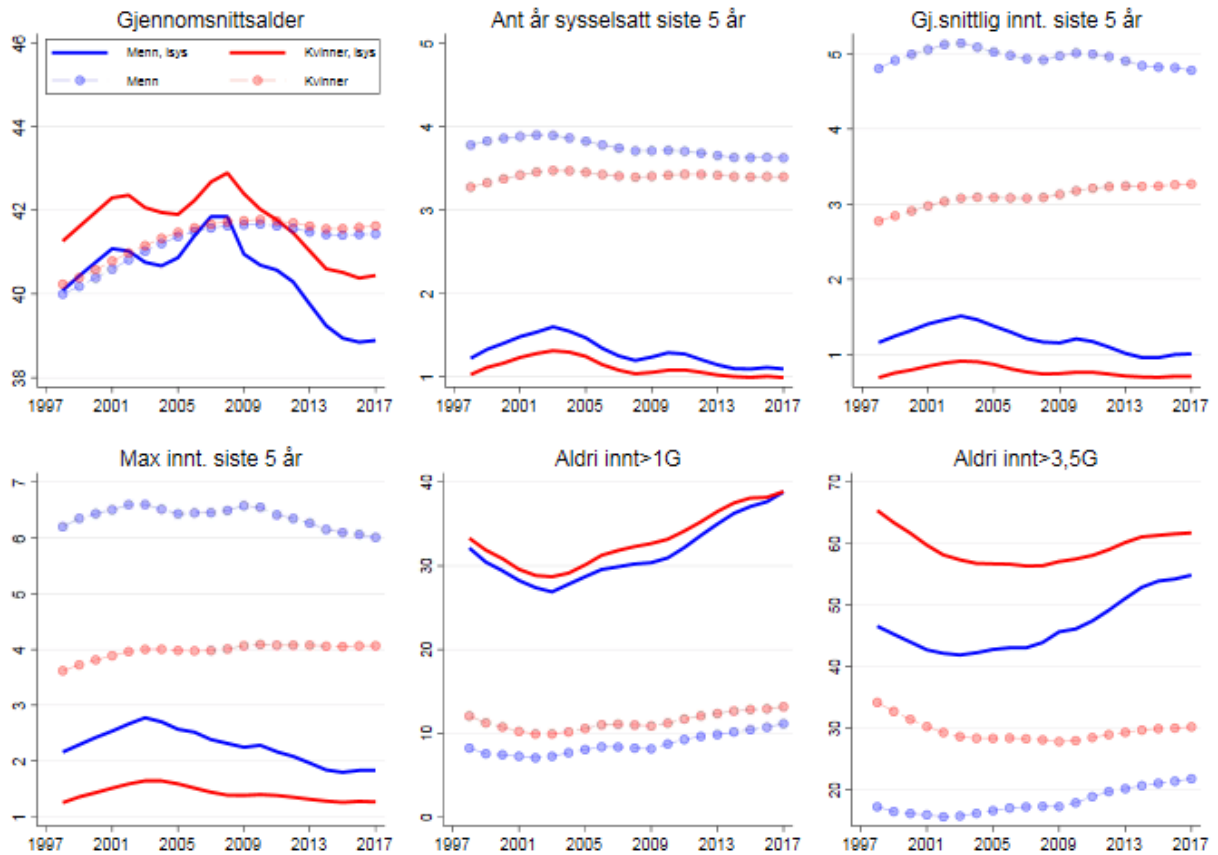 Gjennomsnittsalder
46
44
42
40
38
Menn, Isys Kvinner, Isys
Menn Kvinner
1997 2001 2005 2009 2013 2017
Ant år sysselsatt siste 5 år
5
4
3
2
1
1997 2001 2005 2009 2013 2017
Gj.snittlig innt. siste 5 år
5
4
3
2
1
1997 2001 2005 2009 2013 2017
Max innt. siste 5 år
7
6
5
4
3
2
1
1997 2001 2005 2009 2013 2017
Aldri innt>1G
40
30
20
10
0
1997 2001 2005 2009 2013 2017
Aldri innt>3,5G
70
60
50
40
30
20
1997 2001 2005 2009 2013 2017